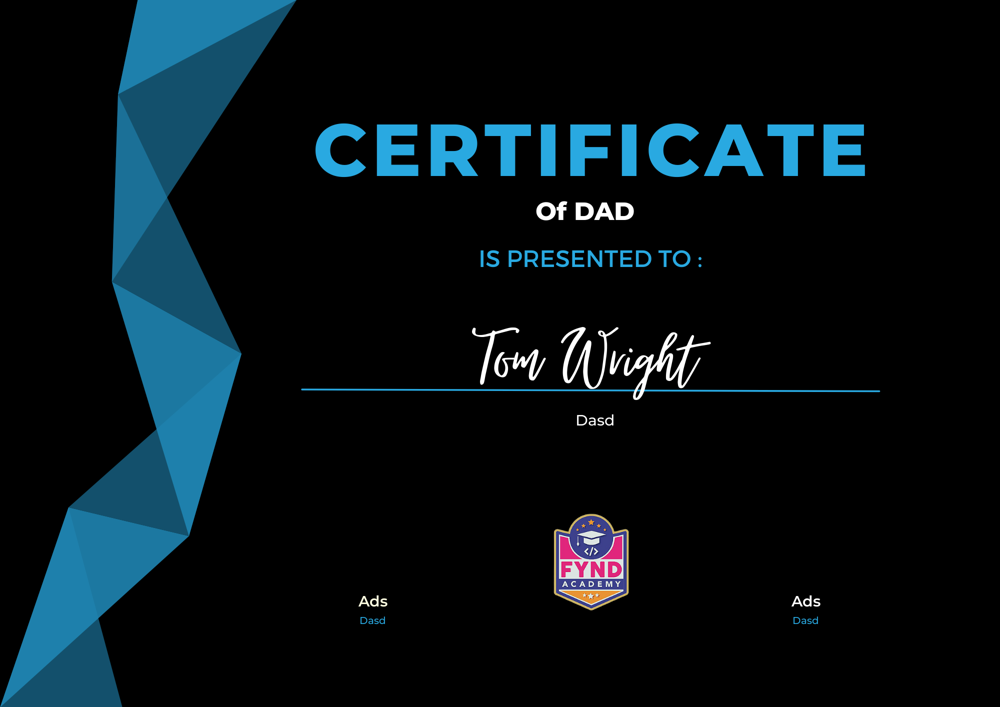 CERTIFICATE
Of DAD
IS PRESENTED TO :
Tom Wright
Dasd
</>
FYND
ACADEMY
Ads
Dasd
Ads
Dasd